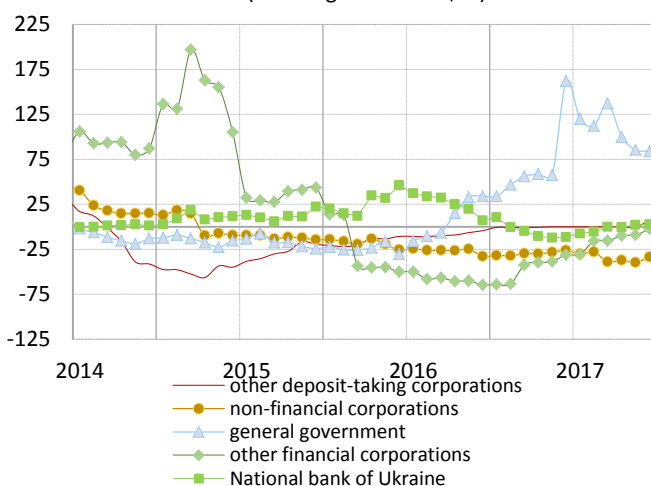 225
175
125
75
25
-25
-75
-125
2014 2015 2016 2017
other deposit-taking corporations
non-financial corporations
general government
other financial corporations
National bank of Ukraine